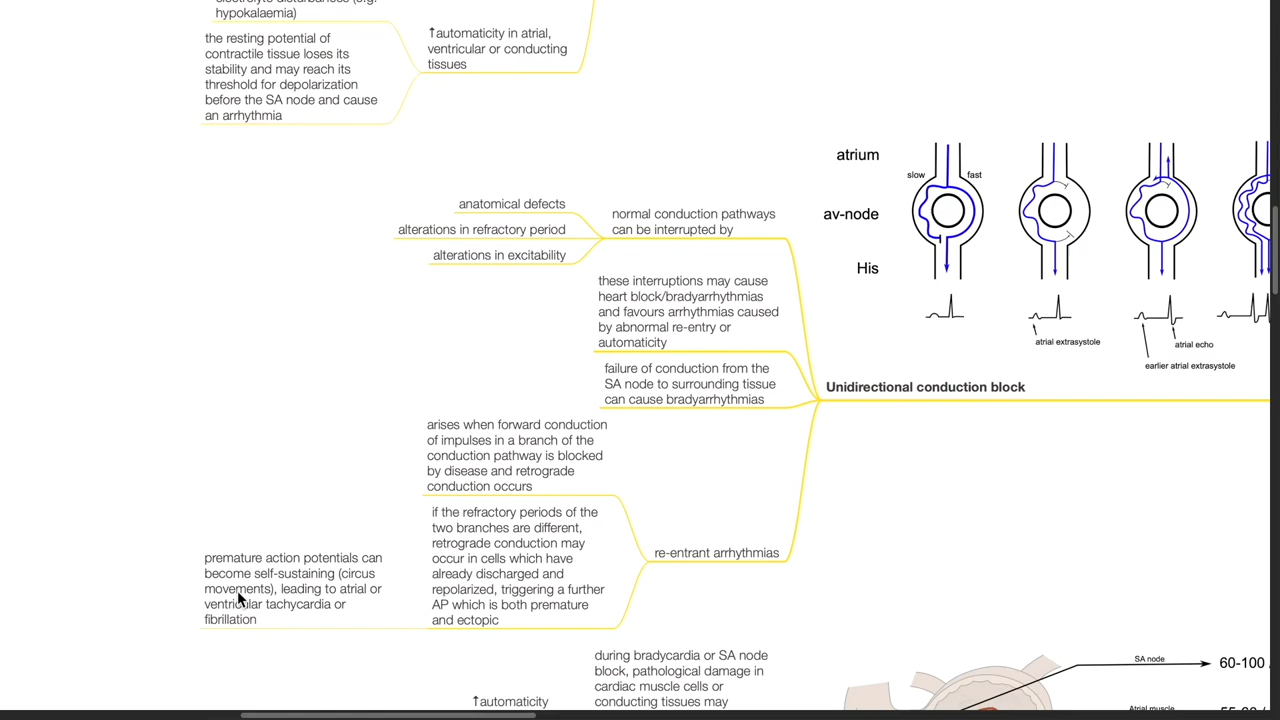 electrolyte disturbances (e.g.
hypokalaemia)
the resting potential of
contractile tissue loses its
stability and may reach its
threshold for depolarization
before the SA node and cause
an arrhythmia
↑automaticity in atrial,
ventricular or conducting
tissues
anatomical defects
alterations in refractory period
alterations in excitability
normal conduction pathways
can be interrupted by
these interruptions may cause
heart block/bradyarrhythmias
and favours arrhythmias caused
by abnormal re-entry or
automaticity
failure of conduction from the
SA node to surrounding tissue
can cause bradyarrhythmias
arises when forward conduction
of impulses in a branch of the
conduction pathway is blocked
by disease and retrograde
conduction occurs
if the refractory periods of the
two branches are different,
retrograde conduction may
occur in cells which have
already discharged and
repolarized, triggering a further
AP which is both premature
and ectopic
premature action potentials can
become self-sustaining (circus
movements), leading to atrial or
ventricular tachycardia or
fibrillation
re-entrant arrhythmias
Unidirectional conduction block
atrium
slow
fast
av-node
His
atrial extrasystole
atrial echo
earlier atrial extrasystole
during bradycardia or SA node
block, pathological damage in
cardiac muscle cells or
conducting tissues may
↑automaticity
SA node
60-100
Atrial muscle